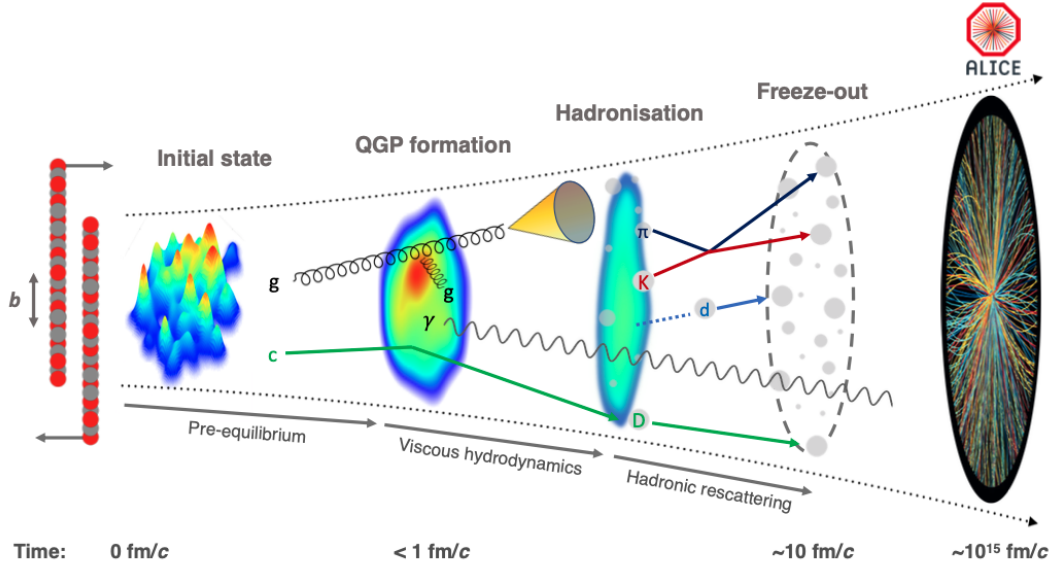 ALICE
Freeze-out
Hadronisation
QGP formation
Initial state
b
g
g
γ
c
π
K
d
D
Pre-equilibrium
Viscous hydrodynamics
Hadronic rescattering
Time: 0 fm/c < 1 fm/c ~10 fm/c ~10¹⁵ fm/c